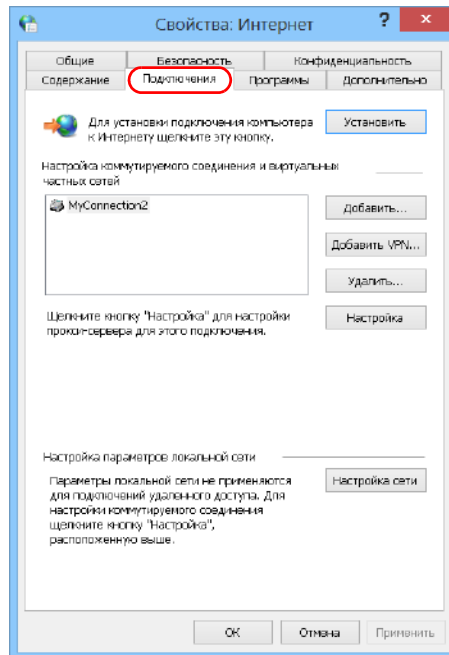 Свойства: Интернет
?
x
Общие
Безопасность
Конфиденциальность
Содержание
Подключения
Программы
Дополнительно
Для установки подключения компьютера
к Интернету щелкните эту кнопку.
Установить
Настройка коммутируемого соединения и виртуальных
частных сетей
MyConnection2
Добавить...
Добавить VPN...
Удалить...
Щелкните кнопку "Настройка" для настройки
прокси-сервера для этого подключения.
Настройка
Настройка параметров локальной сети
Параметры локальной сети не применяются
для подключений удаленного доступа. Для
настройки коммутируемого соединения
щелкните кнопку "Настройка",
расположенную выше.
Настройка сети
ОК
Отмена
Применить